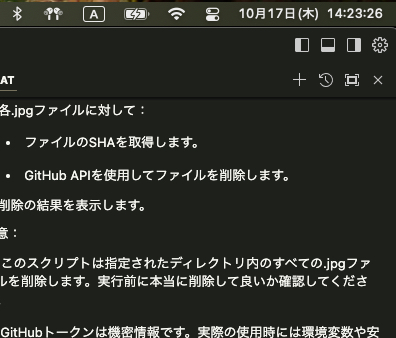 A 10月17日(木) 14:23:26
AT
各.jpgファイルに対して：
• ファイルのSHAを取得します。
• GitHub APIを使用してファイルを削除します。
削除の結果を表示します。
意：
このスクリプトは指定されたディレクトリ内のすべての.jpgファ
ルを削除します。実行前に本当に削除して良いか確認してくださ
GitHubトークンは機密情報です。実際の使用時には環境変数や安